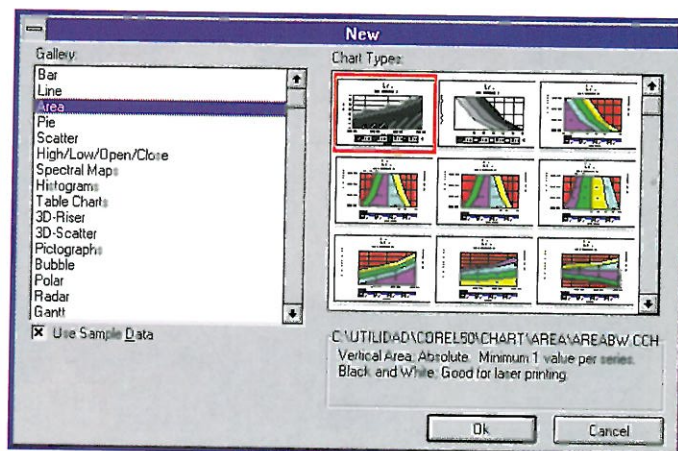 New
Gallery:
Bar
Line
Area
Pie
Scatter
High/Low/Open/Close
Spectral Maps
Histograms
Table Charts
3D-Riser
3D-Scatter
Pictographs
Bubble
Polar
Radar
Gantt
Use Sample Data
Chart Types:
C:\UTILIDAD\COREL50\CHART\AREA\AREABW.CCH
Vertical Area; Absolute. Minimum 1 value per series.
Black and White; Good for laser printing.
Ok
Cancel